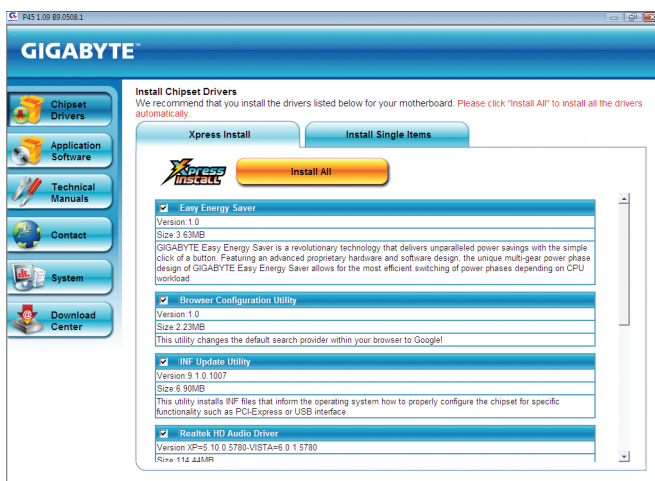 P45 1.09 B9.0508.1
GIGABYTE™
Chipset
Drivers
Application
Software
Technical
Manuals
Contact
System
Download
Center
Install Chipset Drivers
We recommend that you install the drivers listed below for your motherboard. Please click "Install All" to install all the drivers
automatically.
Xpress Install
Install Single Items
Xpress
INSTALL
Install All
Easy Energy Saver
Version:1.0
Size:3.63MB
GIGABYTE Easy Energy Saver is a revolutionary technology that delivers unparalleled power savings with the simple
click of a button. Featuring an advanced proprietary hardware and software design, the unique multi-gear power phase
design of GIGABYTE Easy Energy Saver allows for the most efficient switching of power phases depending on CPU
workload.
Browser Configuration Utility
Version:1.0
Size:2.23MB
This utility changes the default search provider within your browser to Google!
INF Update Utility
Version:9.1.0.1007
Size:6.90MB
This utility installs INF files that inform the operating system how to properly configure the chipset for specific
functionality such as PCI-Express or USB interface.
Realtek HD Audio Driver
Version:XP=5.10.0.5780-VISTA=6.0.1.5780
Size:114.44MB